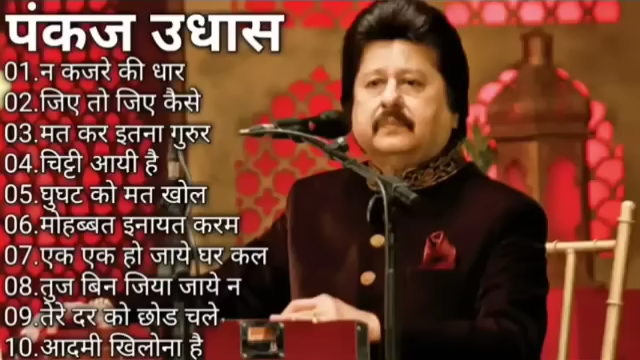 पंकज उधास
01.न कजरे की धार
02.जिए तो जिए कैसे
03.मत कर इतना गुरुर
04.चिट्टी आयी है
05.घुघट को मत खोल
06.मोहब्बत इनायत करम
07.एक एक हो जाये घर कल
08.तुज बिन जिया जाये न
09.तेरे दर को छोड चले
10.आदमी खिलोना है